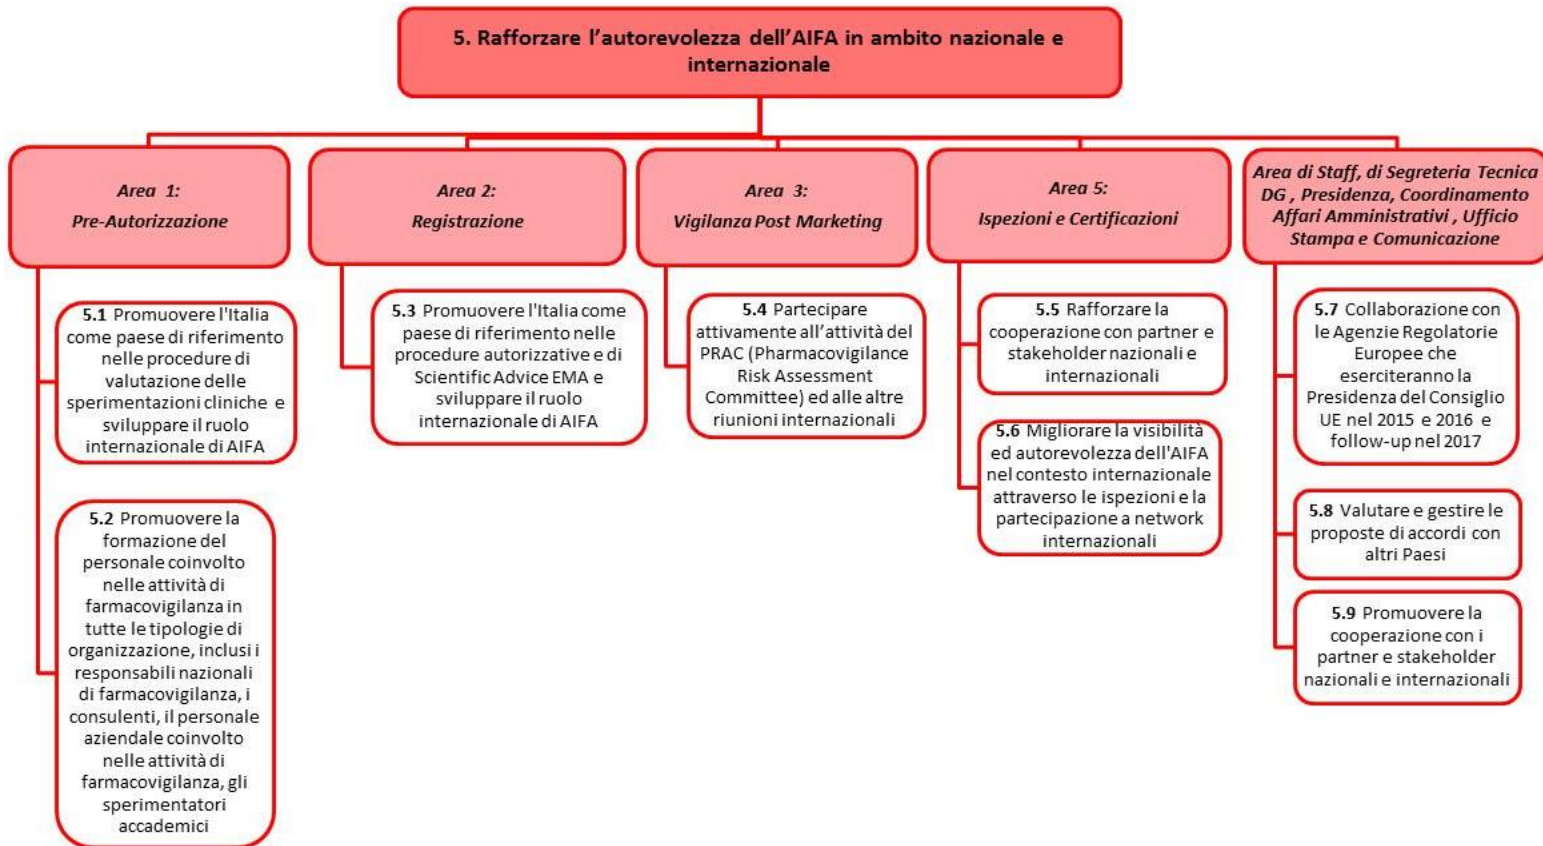 5. Rafforzare l'autorevolezza dell'AIFA in ambito nazionale e
internazionale
Area 1:
Pre-Autorizzazione
5.1 Promuovere l'Italia
come paese di riferimento
nelle procedure di
valutazione delle
sperimentazioni cliniche e
sviluppare il ruolo
internazionale di AIFA
5.2 Promuovere la
formazione del
personale coinvolto
nelle attività di
farmacovigilanza in
tutte le tipologie di
organizzazione, inclusi i
responsabili nazionali
di farmacovigilanza, i
consulenti, il personale
aziendale coinvolto
nelle attività di
farmacovigilanza, gli
sperimentatori
accademici
Area 2:
Registrazione
5.3 Promuovere l'Italia come
paese di riferimento nelle
procedure autorizzative e di
Scientific Advice EMA e
sviluppare il ruolo
internazionale di AIFA
Area 3:
Vigilanza Post Marketing
5.4 Partecipare
attivamente all'attività del
PRAC (Pharmacovigilance
Risk Assessment
Committee) ed alle altre
riunioni internazionali
Area 5:
Ispezioni e Certificazioni
5.5 Rafforzare la
cooperazione con partner e
stakeholder nazionali e
internazionali
5.6 Migliorare la visibilità
ed autorevolezza dell'AIFA
nel contesto internazionale
attraverso le ispezioni e la
partecipazione a network
internazionali
Area di Staff, di Segreteria Tecnica
DG , Presidenza, Coordinamento
Affari Amministrativi , Ufficio
Stampa e Comunicazione
5.7 Collaborazione con
le Agenzie Regolatorie
Europee che
eserciteranno la
Presidenza del Consiglio
UE nel 2015 e 2016 e
follow-up nel 2017
5.8 Valutare e gestire le
proposte di accordi con
altri Paesi
5.9 Promuovere la
cooperazione con i
partner e stakeholder
nazionali e internazionali